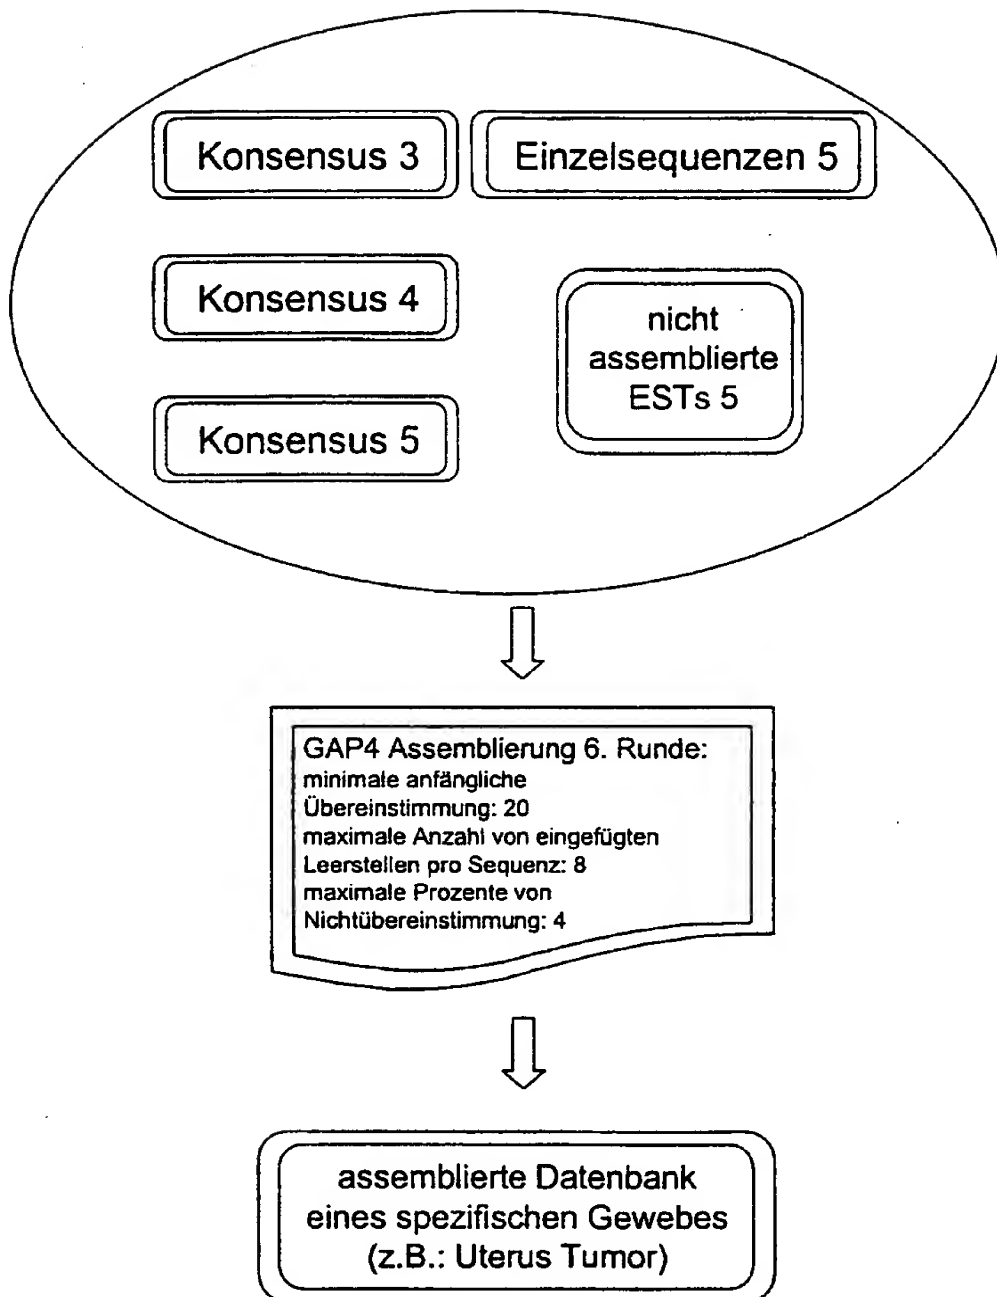 Konsensus 3
Einzelsequenzen 5
Konsensus 4
nicht
assemblierte
ESTs 5
Konsensus 5
GAP4 Assemblierung 6. Runde:
minimale anfängliche
Übereinstimmung: 20
maximale Anzahl von eingefügten
Leerstellen pro Sequenz: 8
maximale Prozente von
Nichtübereinstimmung: 4
assemblierte Datenbank
eines spezifischen Gewebes
(z.B.: Uterus Tumor)